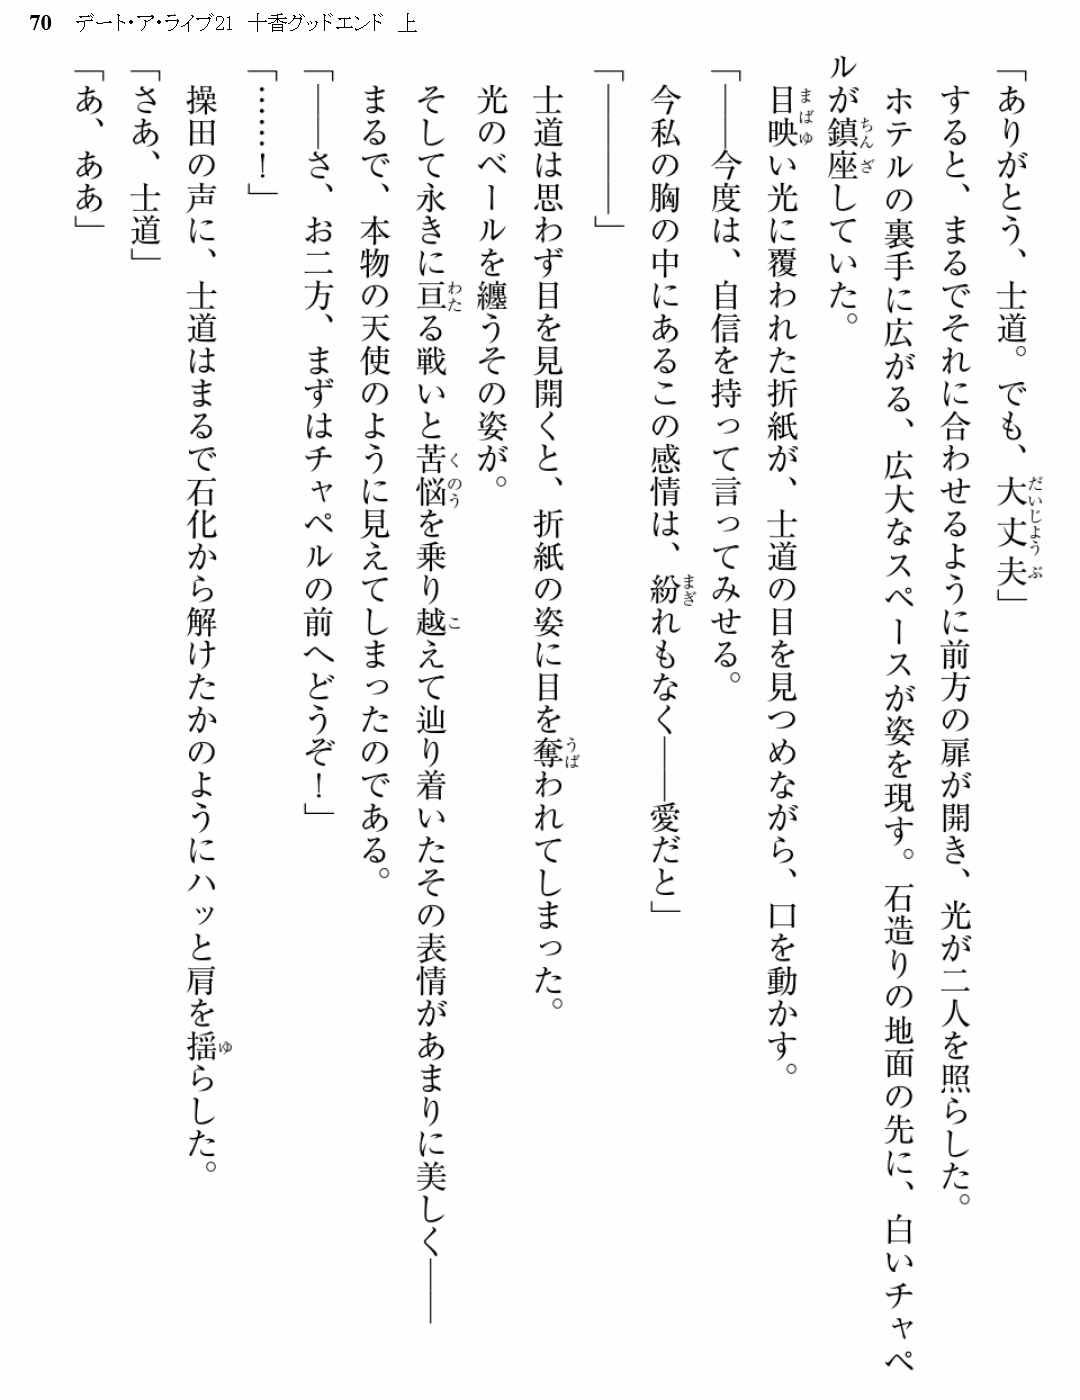 70 デート・ア・ライブ21 十香グッドエンド 上
「ありがとう、士道。でも、大丈夫」
すると、まるでそれに合わせるように前方の扉が開き、光が二人を照らした。
ホテルの裏手に広がる、広大なスペースが姿を現す。石造りの地面の先に、白いチャペ
ルが鎮座していた。
目映い光に覆われた折紙が、士道の目を見つめながら、口を動かす。
「――今度は、自信を持って言ってみせる。
今私の胸の中にあるこの感情は、紛れもなく――愛だと」
「――――」
士道は思わず目を見開くと、折紙の姿に目を奪われてしまった。
光のベールを纏うその姿が。
そして永きに亘る戦いと苦悩を乗り越えて辿り着いたその表情があまりに美しく――
まるで、本物の天使のように見えてしまったのである。
「――さ、お二方、まずはチャペルの前へどうぞ！」
「……！」
操田の声に、士道はまるで石化から解けたかのようにハッと肩を揺らした。
「さあ、士道」
「あ、ああ」